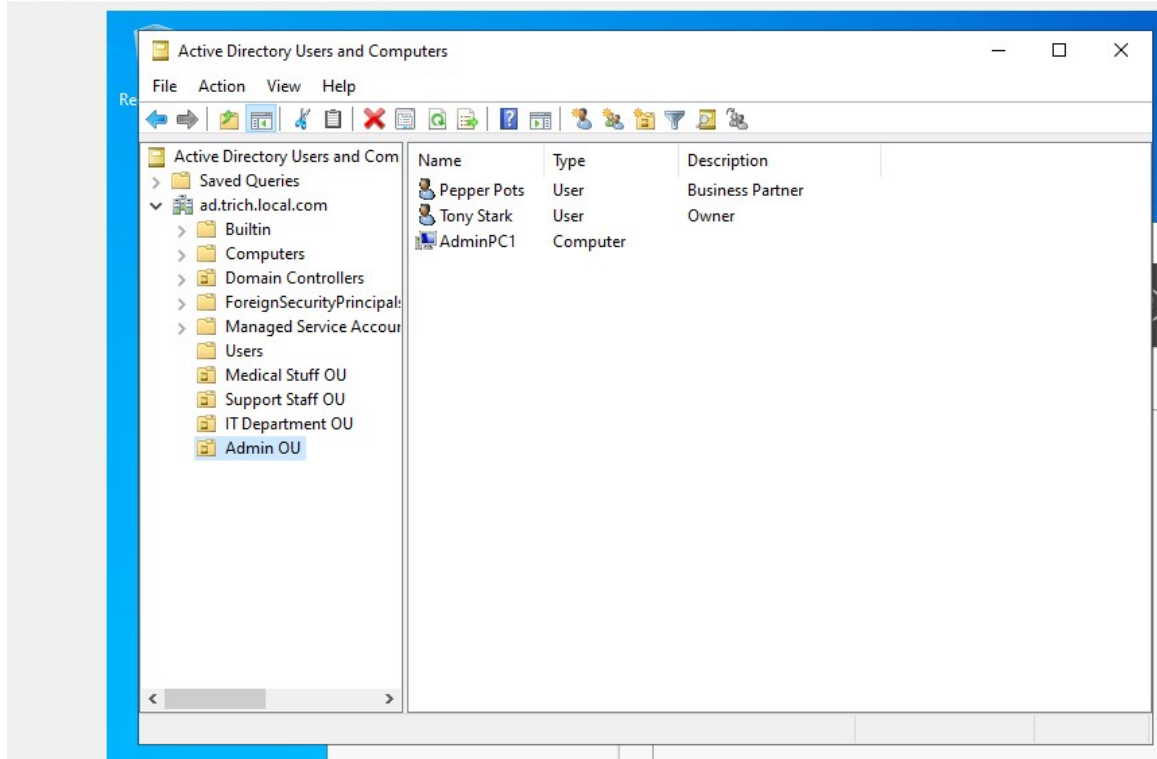 Active Directory Users and Computers
File Action View Help
Re
Active Directory Users and Com
Saved Queries
ad.trich.local.com
Builtin
Computers
Domain Controllers
ForeignSecurityPrincipals
Managed Service Accour
Users
Medical Stuff OU
Support Staff OU
IT Department OU
Admin OU
Name Type Description
Pepper Pots User Business Partner
Tony Stark User Owner
AdminPC1 Computer